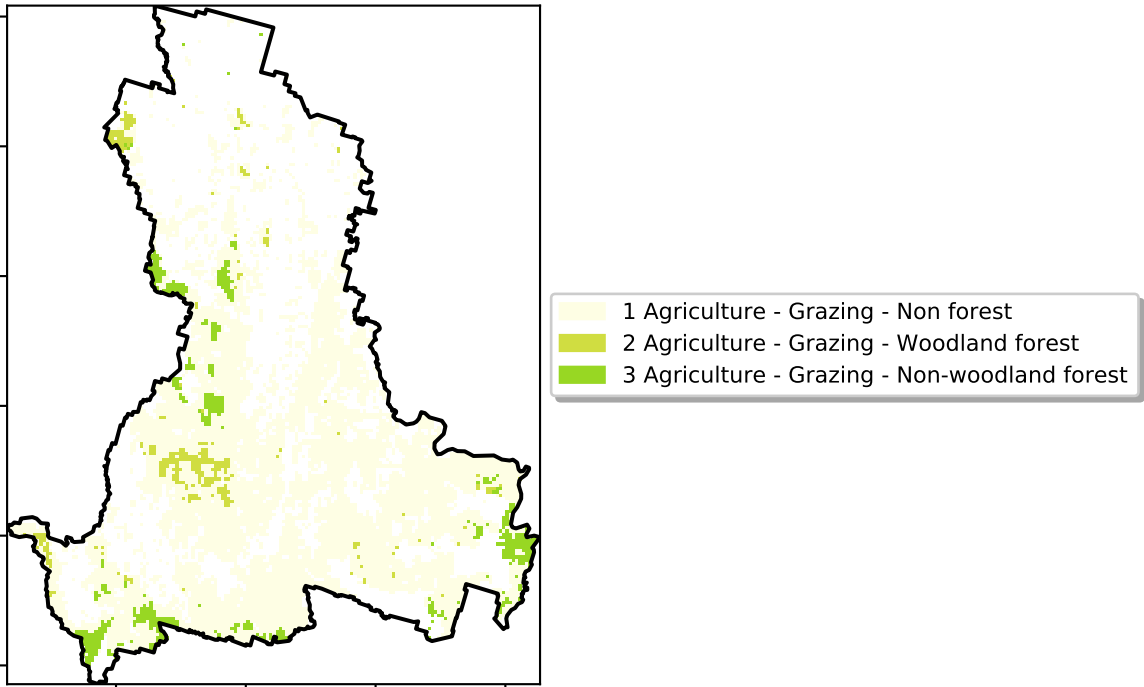 1 Agriculture - Grazing - Non forest
2 Agriculture - Grazing - Woodland forest
3 Agriculture - Grazing - Non-woodland forest